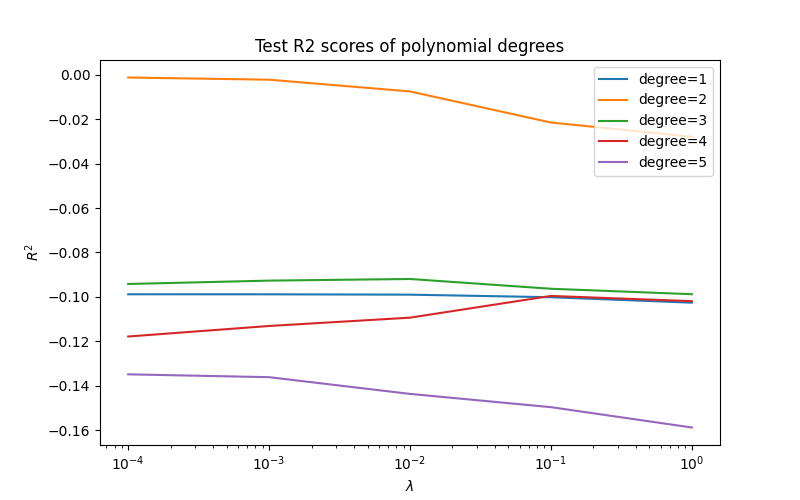 Test R2 scores of polynomial degrees
0.00
−0.02
−0.04
−0.06
−0.08
−0.10
−0.12
−0.14
−0.16
R²
degree=1
degree=2
degree=3
degree=4
degree=5
10⁻⁴ 10⁻³ 10⁻² 10⁻¹ 10⁰
λ